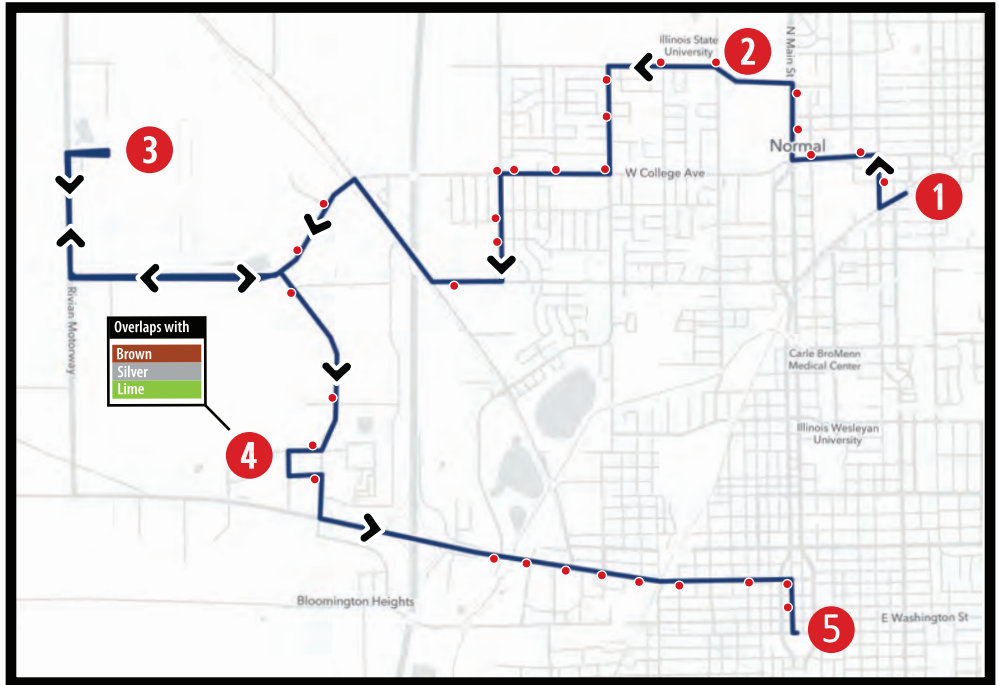 Illinois State
University
2
N Main St
3
Normal
W College Ave
1
Rivian Motorway
Overlaps with
Brown
Silver
Lime
Carle BroMenn
Medical Center
4
Illinois Wesleyan
University
Bloomington Heights
5
E Washington St